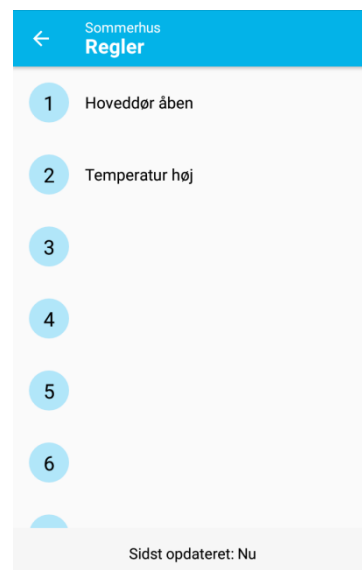 Sommerhus
Regler
1 Hoveddør åben
2 Temperatur høj
3
4
5
6
Sidst opdateret: Nu